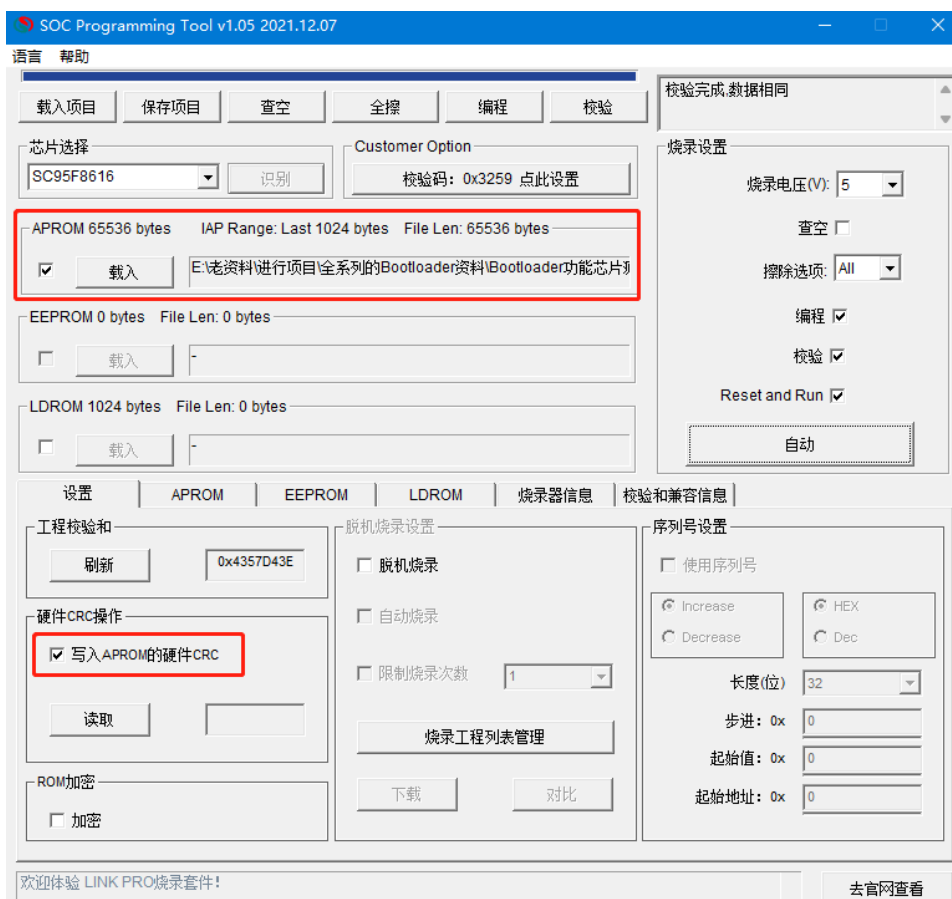 SOC Programming Tool v1.05 2021.12.07
语言 帮助
载入项目 保存项目 查空 全擦 编程 校验
校验完成,数据相同
芯片选择
SC95F8616 识别
Customer Option
校验码：0x3259 点此设置
APROM 65536 bytes IAP Range: Last 1024 bytes File Len: 65536 bytes
载入 E:\老资料\进行项目\全系列的Bootloader资料\Bootloader功能芯片
EEPROM 0 bytes File Len: 0 bytes
载入 -
LDROM 1024 bytes File Len: 0 bytes
载入 -
烧录设置
烧录电压(V): 5
查空
擦除选项: All
编程
校验
Reset and Run
自动
设置 APROM EEPROM LDROM 烧录器信息 校验和兼容信息
工程校验和
刷新 0x4357D43E
硬件CRC操作
写入APROM的硬件CRC
读取
ROM加密
加密
脱机烧录设置
脱机烧录
自动烧录
限制烧录次数 1
烧录工程列表管理
下载 对比
序列号设置
使用序列号
Increase HEX
Decrease Dec
长度(位) 32
步进：0x 0
起始值：0x 0
起始地址：0x 0
欢迎体验 LINK PRO烧录套件!
去官网查看